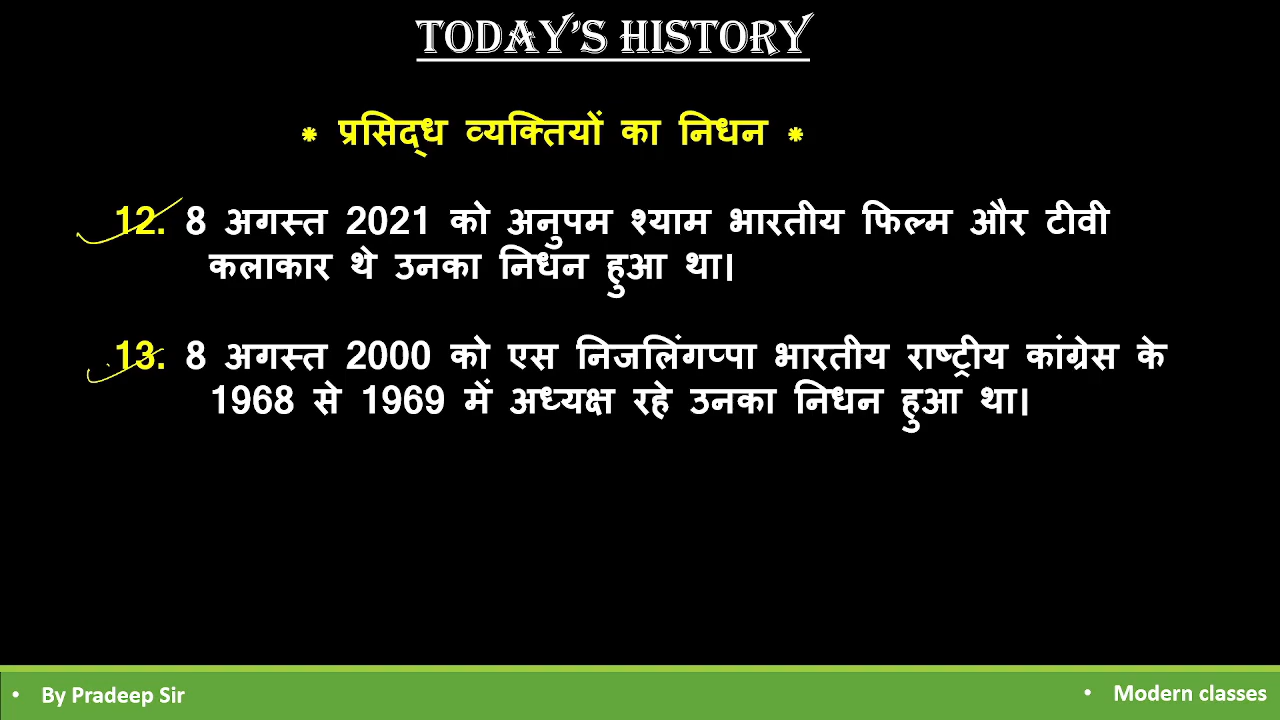 TODAY'S HISTORY
* प्रसिद्ध व्यक्तियों का निधन *
12. 8 अगस्त 2021 को अनुपम श्याम भारतीय फिल्म और टीवी
कलाकार थे उनका निधन हुआ था।
13. 8 अगस्त 2000 को एस निजलिंगप्पा भारतीय राष्ट्रीय कांग्रेस के
1968 से 1969 में अध्यक्ष रहे उनका निधन हुआ था।
• By Pradeep Sir
• Modern classes